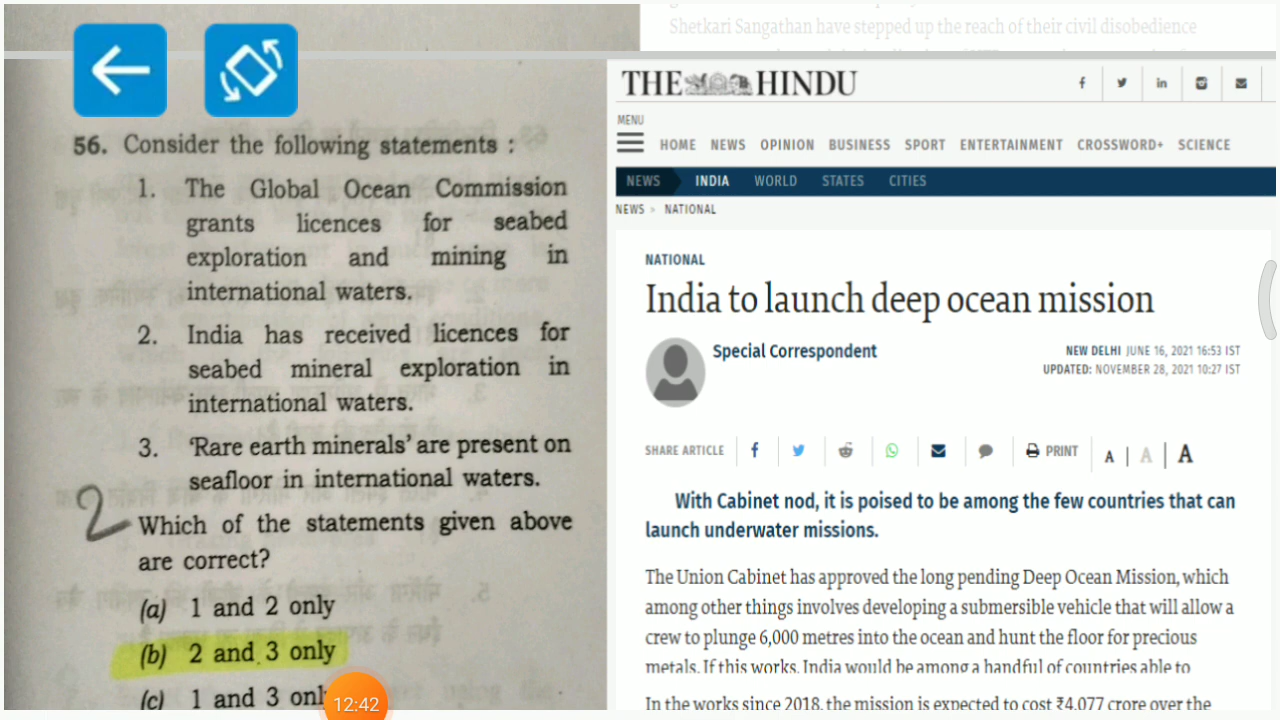 Shetkari Sangathan have stepped up the reach of their civil disobedience
56. Consider the following statements :
1. The Global Ocean Commission
grants licences for seabed
exploration and mining in
international waters.
2. India has received licences for
seabed mineral exploration in
international waters.
3. 'Rare earth minerals' are present on
seafloor in international waters.
2
Which of the statements given above
are correct?
(a) 1 and 2 only
(b) 2 and 3 only
(c) 1 and 3 onl
12:42
THE HINDU
MENU
HOME NEWS OPINION BUSINESS SPORT ENTERTAINMENT CROSSWORD+ SCIENCE
NEWS INDIA WORLD STATES CITIES
NEWS » NATIONAL
NATIONAL
India to launch deep ocean mission
Special Correspondent
NEW DELHI JUNE 16, 2021 16:53 IST
UPDATED: NOVEMBER 28, 2021 10:27 IST
SHARE ARTICLE
PRINT A | A | A
With Cabinet nod, it is poised to be among the few countries that can
launch underwater missions.
The Union Cabinet has approved the long pending Deep Ocean Mission, which
among other things involves developing a submersible vehicle that will allow a
crew to plunge 6,000 metres into the ocean and hunt the floor for precious
metals. If this works, India would be among a handful of countries able to
In the works since 2018, the mission is expected to cost ₹4,077 crore over the